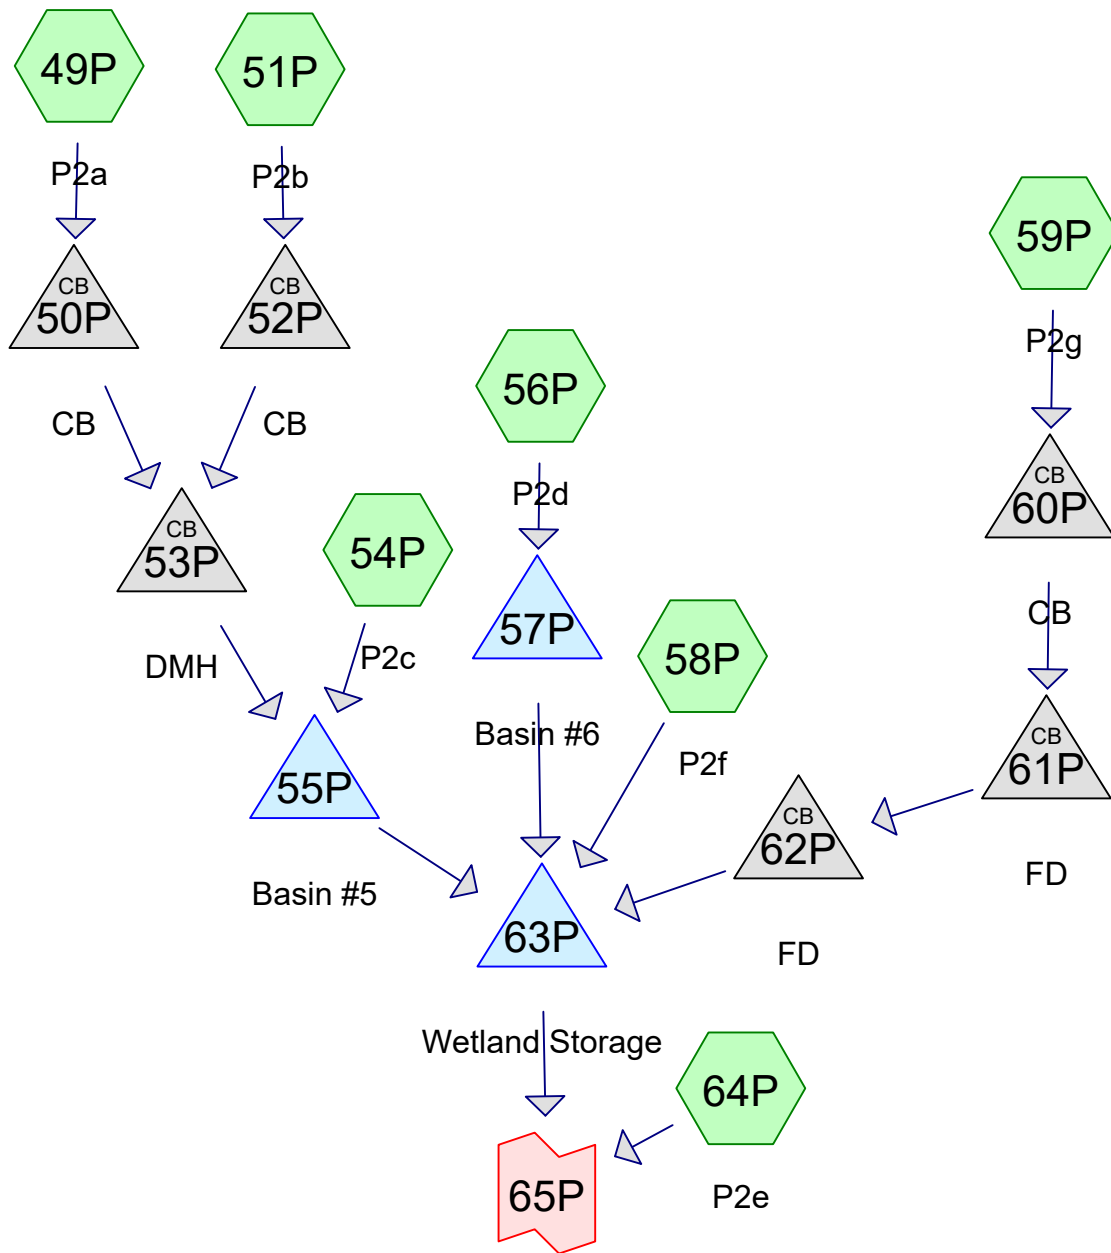 49P
51P
P2a
P2b
59P
CB
50P
CB
52P
P2g
56P
CB
CB
CB
60P
P2d
CB
53P
54P
CB
57P
DMH
P2c
58P
Basin #6
P2f
CB
61P
55P
CB
62P
FD
Basin #5
63P
FD
Wetland Storage
64P
65P
P2e